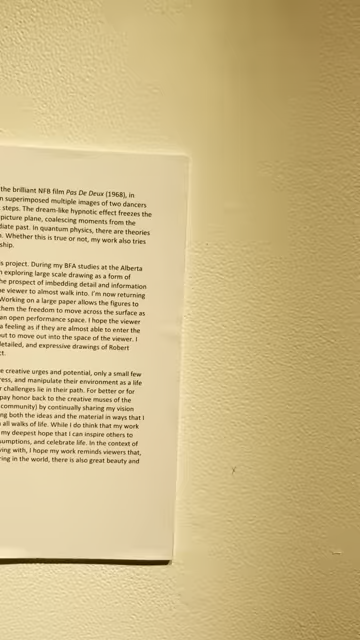 the brilliant NFB film Pas De Deux (1968), in
n superimposed multiple images of two dancers
steps. The dream-like hypnotic effect freezes the
picture plane, coalescing moments from the
diate past. In quantum physics, there are theories
. Whether this is true or not, my work also tries
ship.
s project. During my BFA studies at the Alberta
n exploring large scale drawing as a form of
he prospect of imbedding detail and information
e viewer to almost walk into. I'm now returning
Working on a large paper allows the figures to
hem the freedom to move across the surface as
an open performance space. I hope the viewer
a feeling as if they are almost able to enter the
out to move out into the space of the viewer. I
detailed, and expressive drawings of Robert
ct.
e creative urges and potential, only a small few
ress, and manipulate their environment as a life
r challenges lie in their path. For better or for
pay honor back to the creative muses of the
community) by continually sharing my vision
ng both the ideas and the material in ways that I
all walks of life. While I do think that my work
my deepest hope that I can inspire others to
sumptions, and celebrate life. In the context of
ving with, I hope my work reminds viewers that,
ring in the world, there is also great beauty and